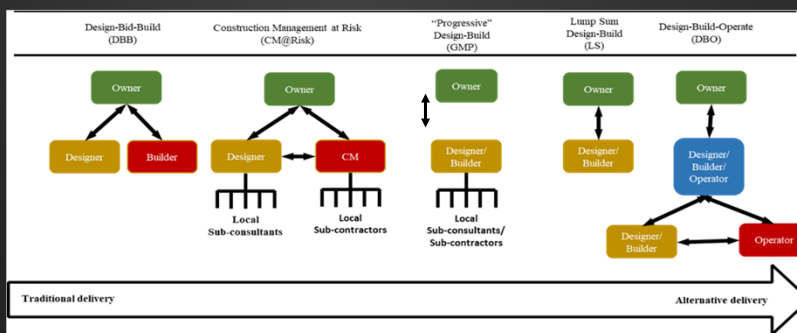 Design-Bid-Build
(DBB)
Construction Management at Risk
(CM@Risk)
“Progressive”
Design-Build
(GMP)
Lump Sum
Design-Build
(LS)
Design-Build-Operate
(DBO)
Owner
Owner
Owner
Owner
Owner
Designer
Builder
Designer
CM
Designer/
Builder
Designer/
Builder
Designer/
Builder/
Operator
Local
Sub-consultants
Local
Sub-contractors
Local
Sub-consultants/
Sub-contractors
Designer/
Builder
Operator
Traditional delivery
Alternative delivery